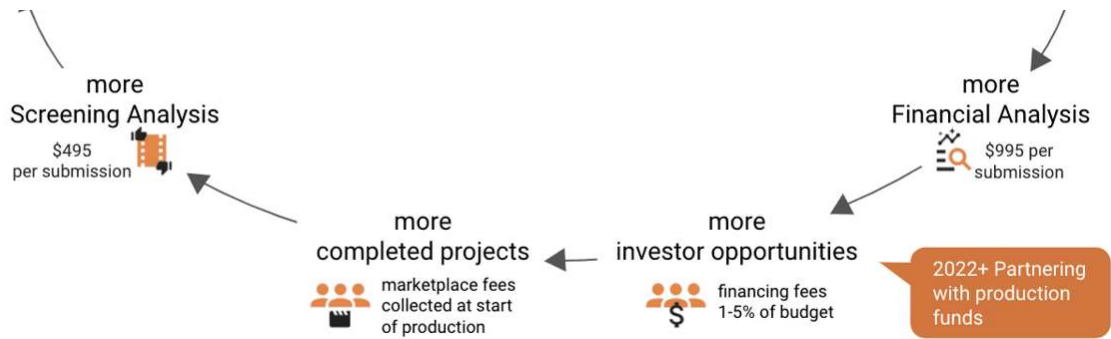 more
Screening Analysis
$495
per submission
more
Financial Analysis
$995 per
submission
more
completed projects
marketplace fees
collected at start
of production
more
investor opportunities
financing fees
1-5% of budget
2022+ Partnering
with production
funds